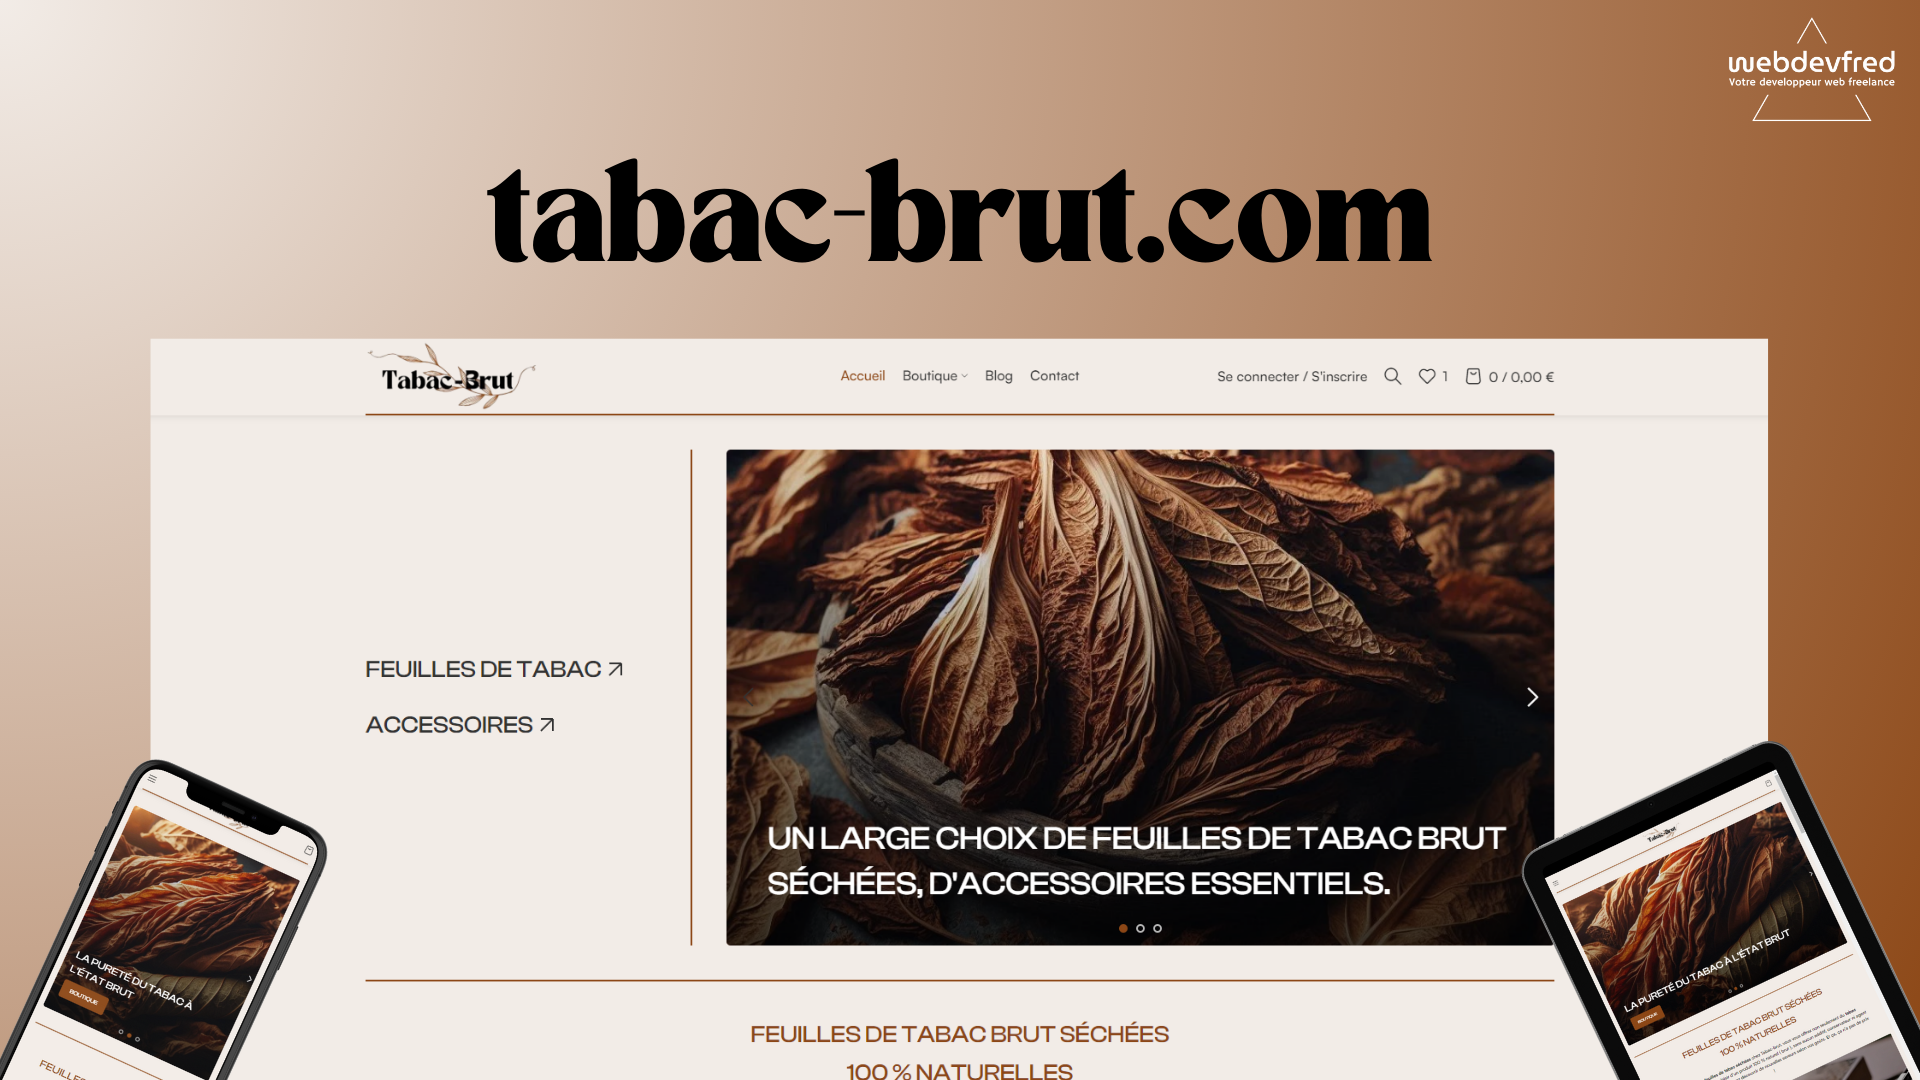 webdevfred
Votre developpeur web freelance
tabac-brut.com
Tabac-Brut
Accueil
Boutique
Blog
Contact
Se connecter / S'inscrire
1
0 / 0,00 €
FEUILLES DE TABAC
ACCESSOIRES
UN LARGE CHOIX DE FEUILLES DE TABAC BRUT
SÉCHÉES, D'ACCESSOIRES ESSENTIELS.
FEUILLES DE TABAC BRUT SÉCHÉES
100 % NATURELLES
LA PURETÉ DU TABAC À
L'ÉTAT BRUT
BOUTIQUE
FEUILLES
Tabac-Brut
LA PURETÉ DU TABAC À L'ÉTAT BRUT
BOUTIQUE
FEUILLES DE TABAC BRUT SÉCHÉES
100 % NATURELLES